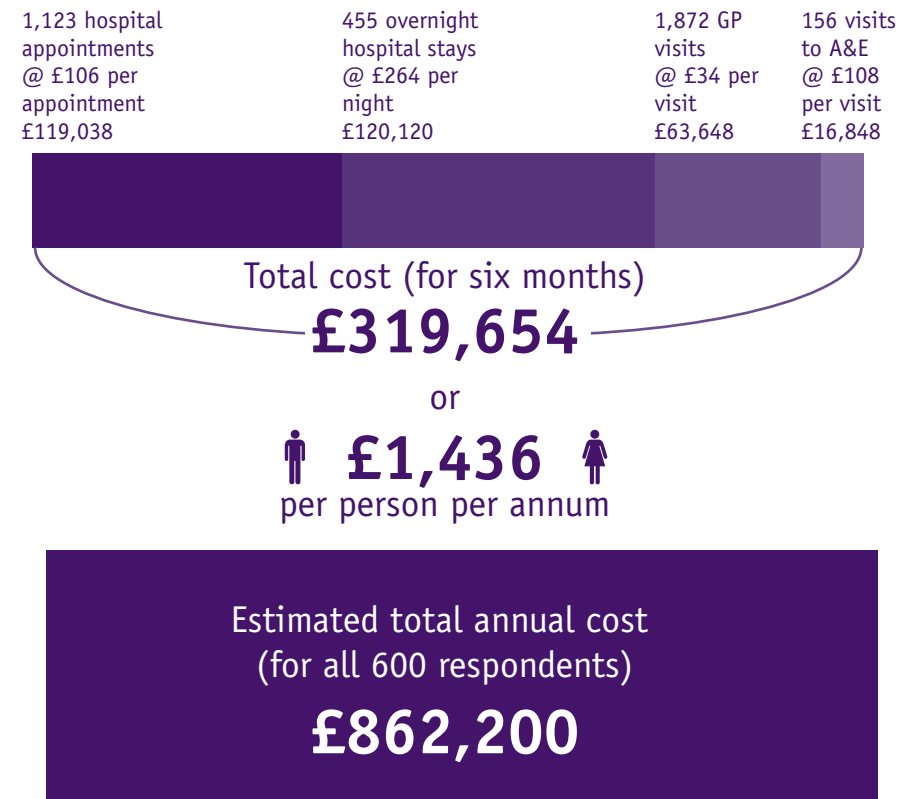 1,123 hospital
appointments
@ £106 per
appointment
£119,038
455 overnight
hospital stays
@ £264 per
night
£120,120
1,872 GP
visits
@ £34 per
visit
£63,648
156 visits
to A&E
@ £108
per visit
£16,848
Total cost (for six months)
£319,654
or
£1,436
per person per annum
Estimated total annual cost
(for all 600 respondents)
£862,200